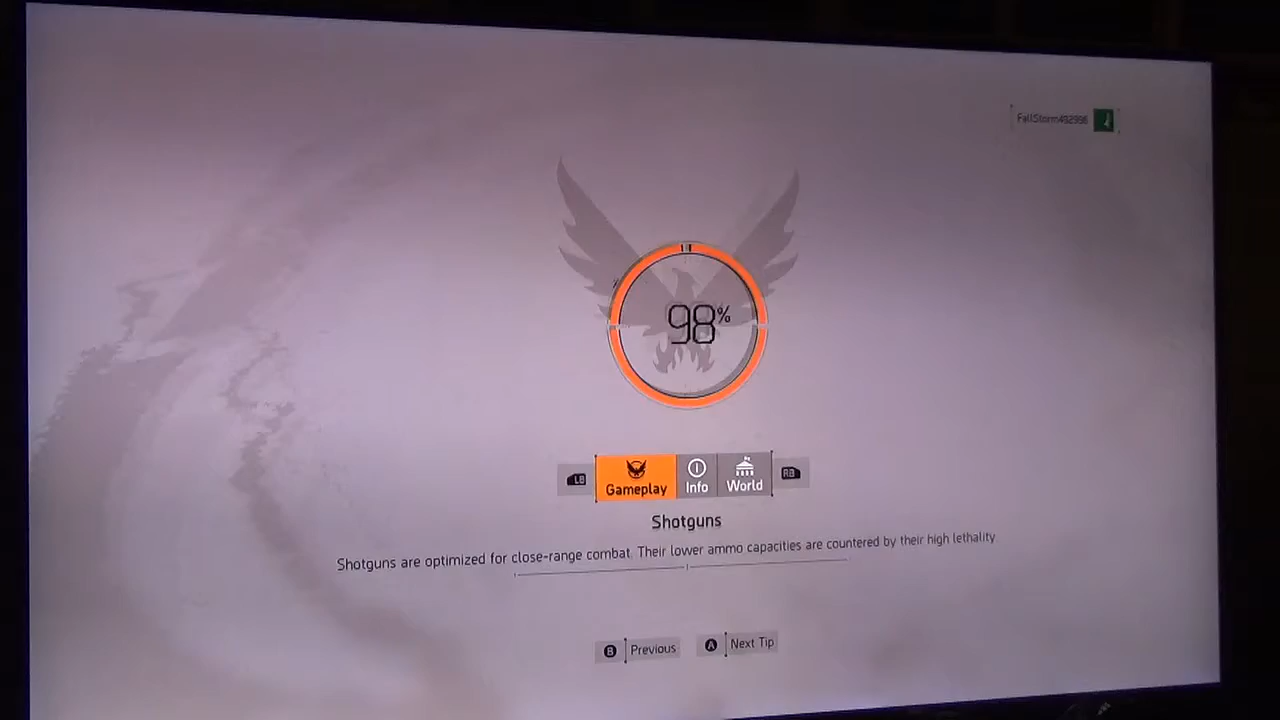 FallStorm492996
98%
LB
Gameplay
Info
World
RB
Shotguns
Shotguns are optimized for close-range combat. Their lower ammo capacities are countered by their high lethality
B Previous
A Next Tip